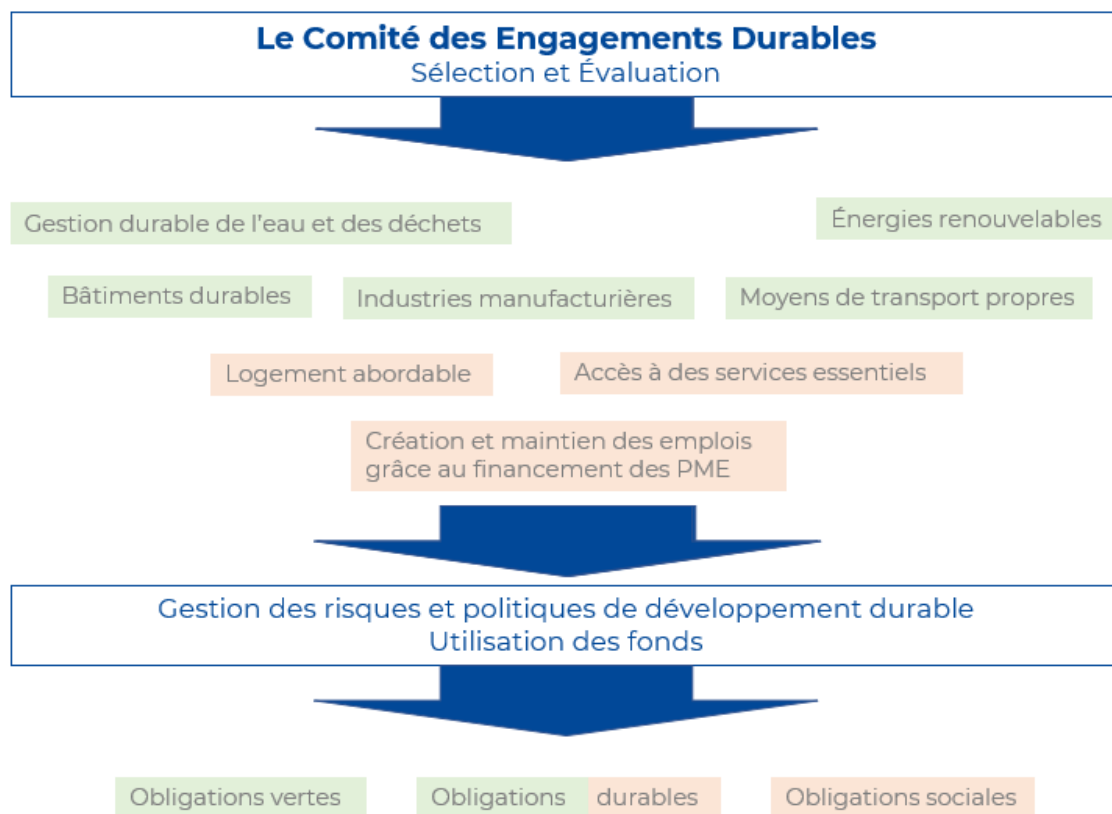 Le Comité des Engagements Durables
Sélection et Évaluation
Gestion durable de l'eau et des déchets
Énergies renouvelables
Bâtiments durables
Industries manufacturières
Moyens de transport propres
Logement abordable
Accès à des services essentiels
Création et maintien des emplois
grâce au financement des PME
Gestion des risques et politiques de développement durable
Utilisation des fonds
Obligations vertes
Obligations durables
Obligations sociales